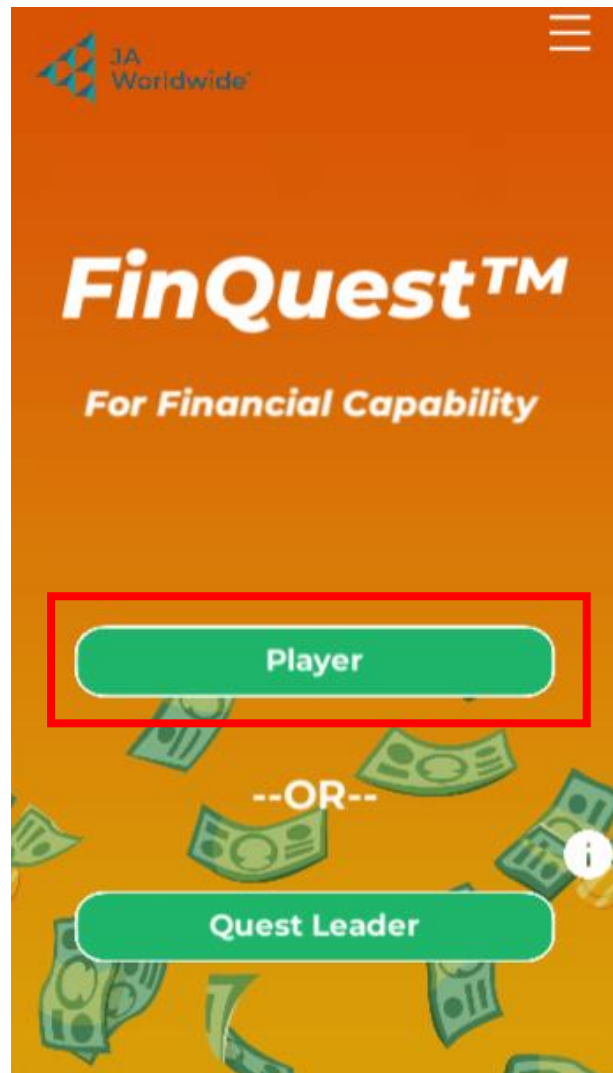 JA
Worldwide®
FinQuest™
For Financial Capability
Player
--OR--
i
Quest Leader